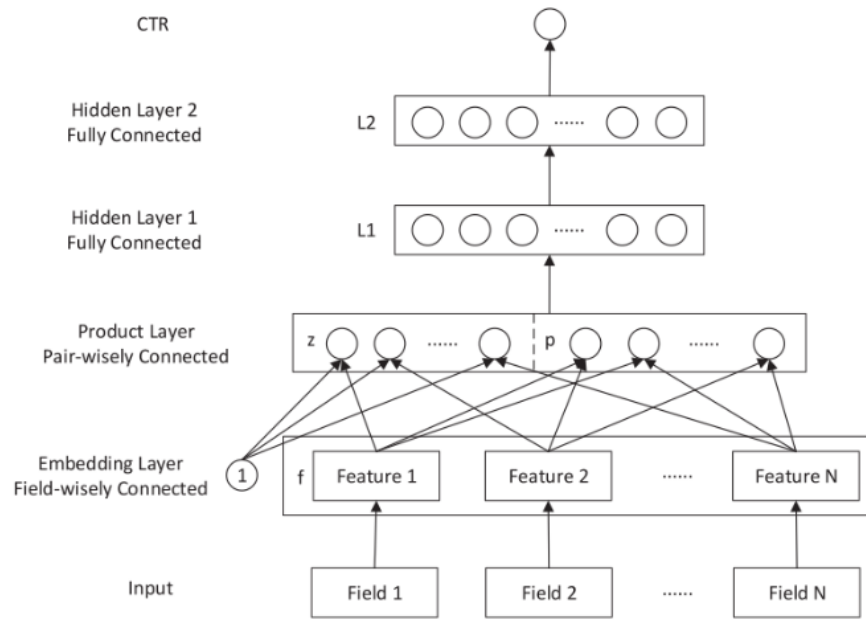 CTR
Hidden Layer 2
Fully Connected
L2
......
Hidden Layer 1
Fully Connected
L1
......
Product Layer
Pair-wisely Connected
z ...... p ......
Embedding Layer
Field-wisely Connected
1 f Feature 1 Feature 2 ...... Feature N
Input Field 1 Field 2 ...... Field N